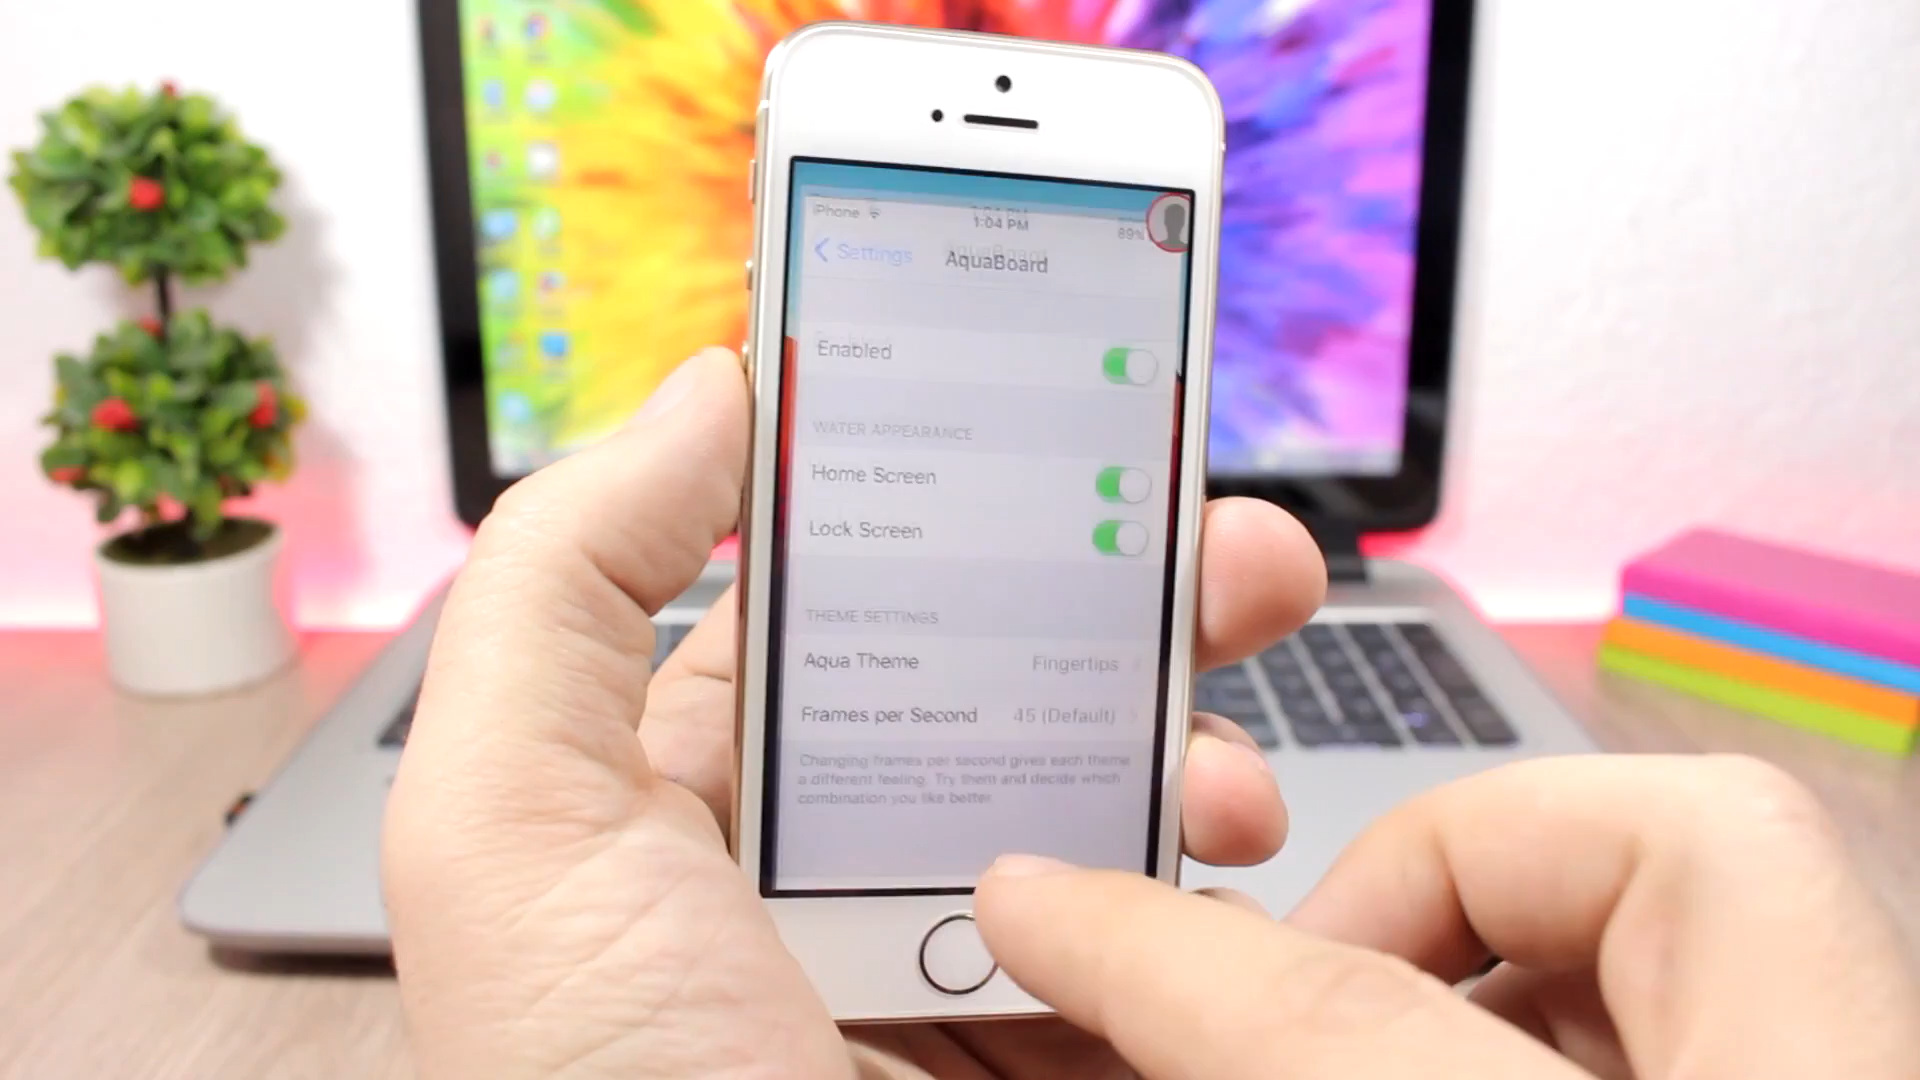 iPhone
1:04 PM
89%
Settings
AquaBoard
Enabled
WATER APPEARANCE
Home Screen
Lock Screen
THEME SETTINGS
Aqua Theme Fingertips
Frames per Second 45 (Default)
Changing frames per second gives each theme
a different feeling. Try them and decide which
combination you like better.